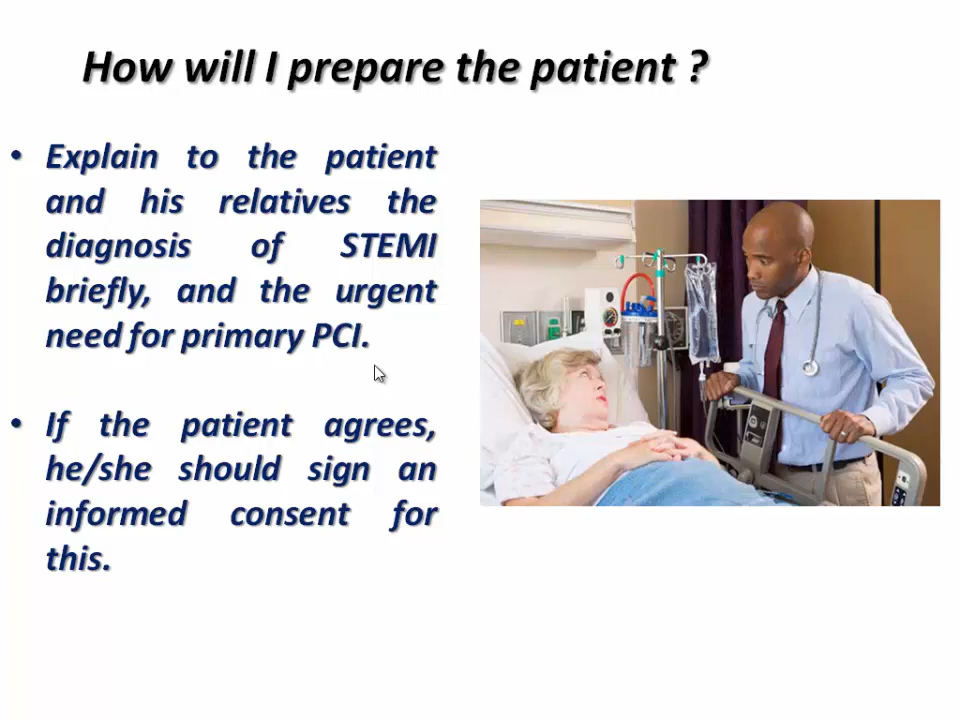 How will I prepare the patient ?
• Explain to the patient
and his relatives the
diagnosis of STEMI
briefly, and the urgent
need for primary PCI.
• If the patient agrees,
he/she should sign an
informed consent for
this.